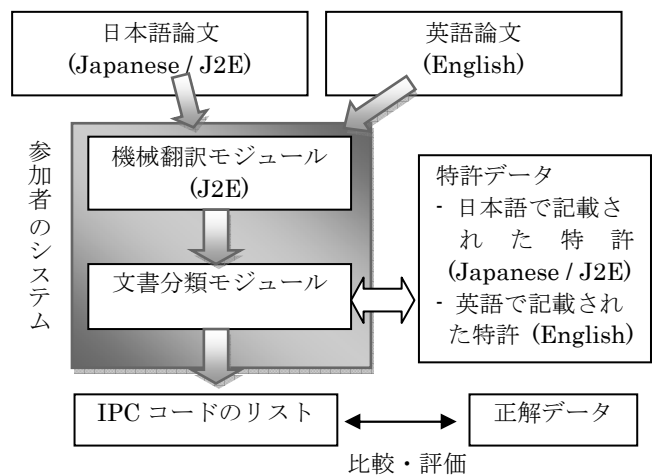 日本語論文
(Japanese / J2E)
英語論文
(English)
参加者のシステム
機械翻訳モジュール
(J2E)
文書分類モジュール
特許データ
- 日本語で記載さ
れた特許
(Japanese / J2E)
- 英語で記載され
た特許 (English)
IPC コードのリスト
正解データ
比較・評価